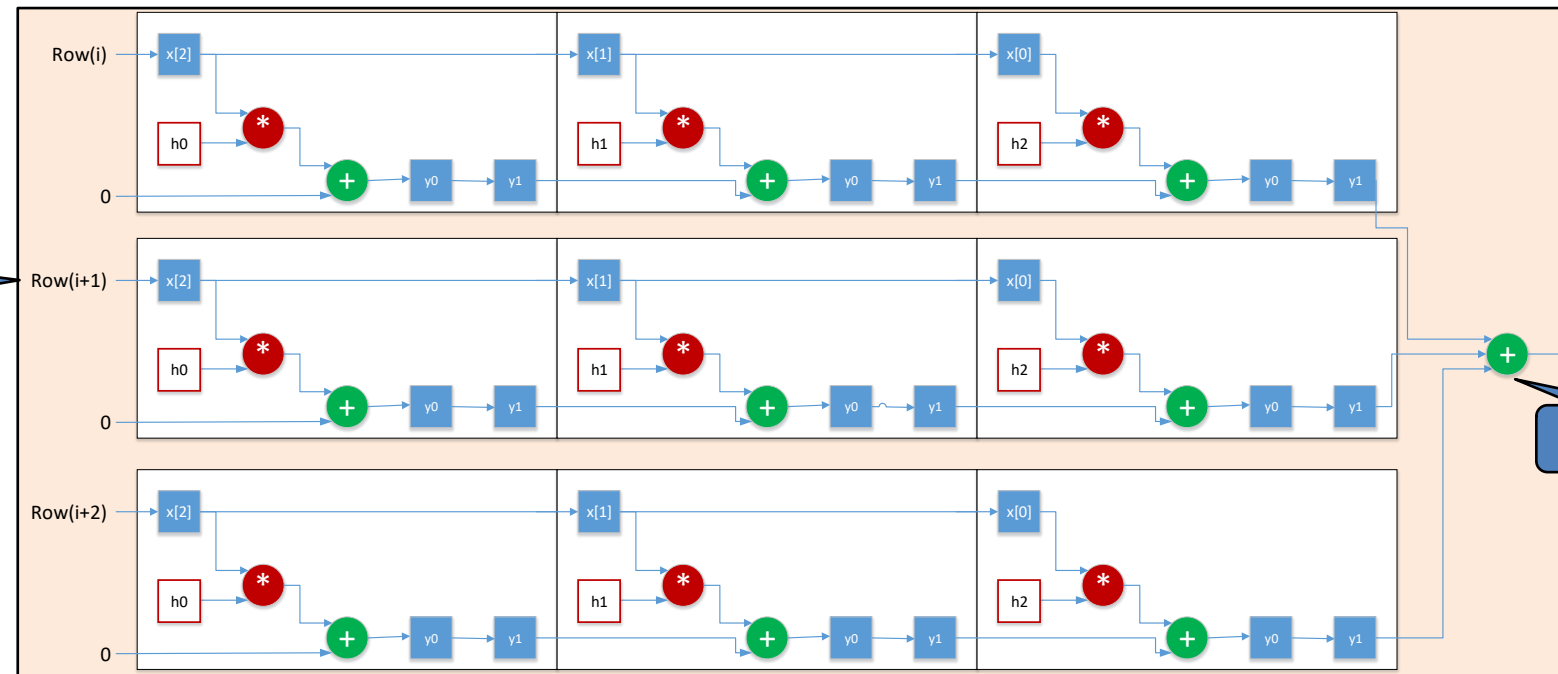 Row(i) x[2] x[1] x[0]
* * *
h0 h1 h2
+ y0 y1 + y0 y1 + y0 y1
0
Row(i+1) x[2] x[1] x[0]
* * *
h0 h1 h2
+
+ y0 y1 + y0 y1 + y0 y1
0
Row(i+2) x[2] x[1] x[0]
* * *
h0 h1 h2
+ y0 y1 + y0 y1 + y0 y1
0